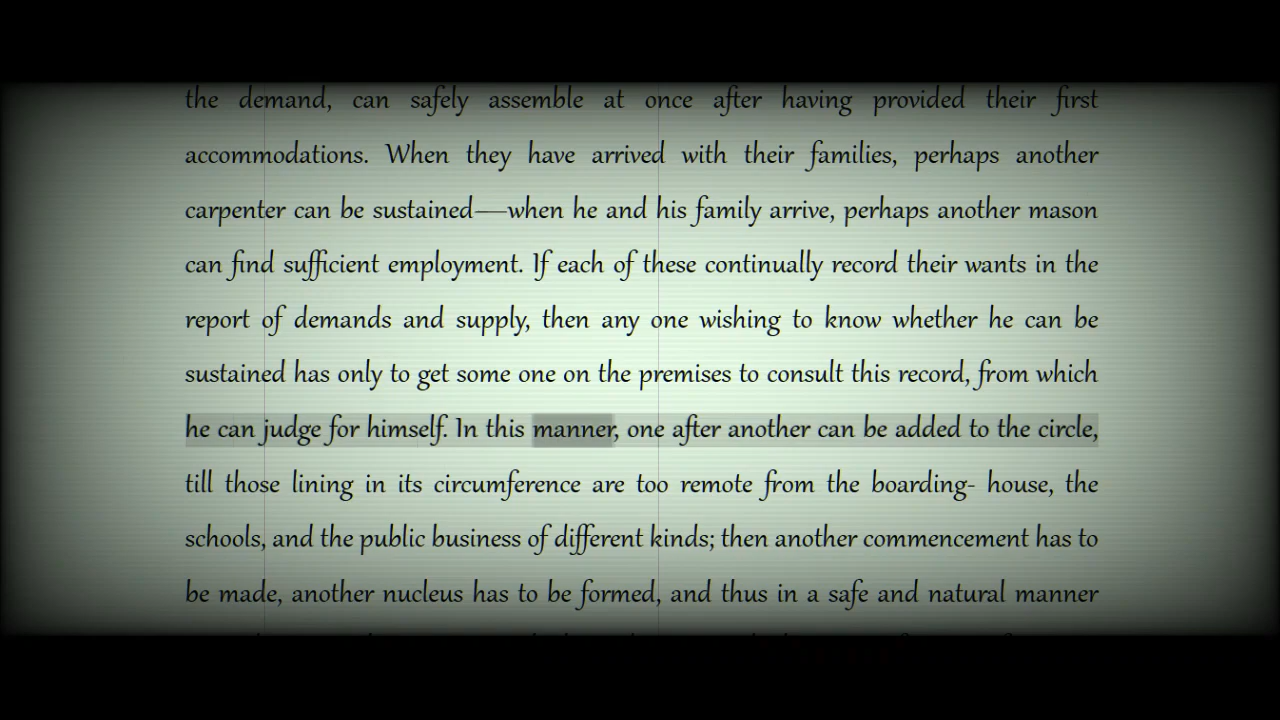 the demand, can safely assemble at once after having provided their first
accommodations. When they have arrived with their families, perhaps another
carpenter can be sustained—when he and his family arrive, perhaps another mason
can find sufficient employment. If each of these continually record their wants in the
report of demands and supply, then any one wishing to know whether he can be
sustained has only to get some one on the premises to consult this record, from which
he can judge for himself. In this manner, one after another can be added to the circle,
till those lining in its circumference are too remote from the boarding- house, the
schools, and the public business of different kinds; then another commencement has to
be made, another nucleus has to be formed, and thus in a safe and natural manner